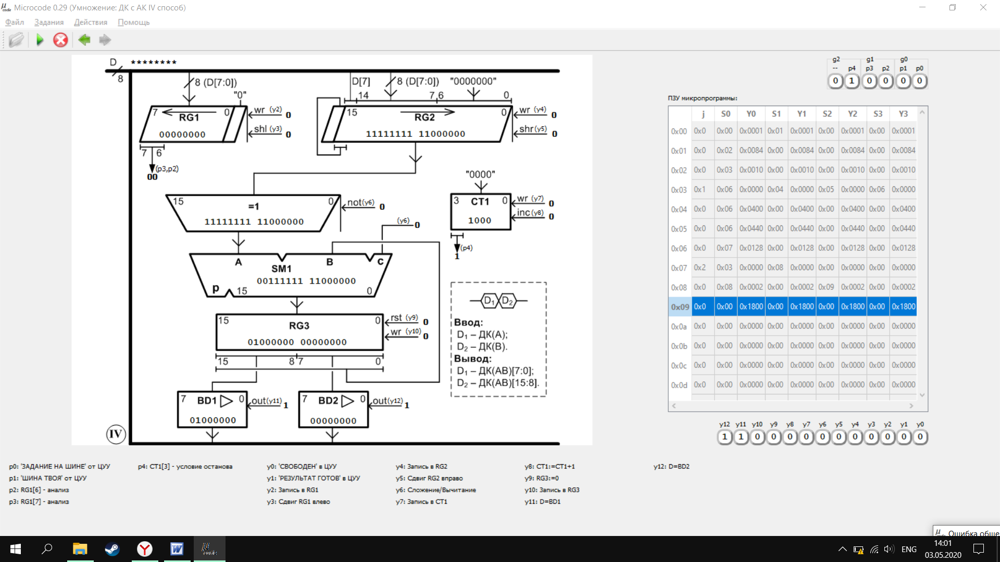 Microcode 0.29 (Умножение: ДК с АК IV способ)
Файл Задания Действия Помощь
D ********
8
8 (D[7:0])
"0"
7 RG1 0
00000000
wr (y2) 0
shl (y3) 0
7 6
(p3,p2)
00
D[7]
8 (D[7:0])
"0000000"
14 7 6 0
15 RG2 0
11111111 11000000
wr (y4) 0
shr(y5) 0
15 =1 0
11111111 11000000
not(y6) 0
(y6) 0
"0000"
3 CT1 0
1000
wr (y7) 0
inc(y8) 0
(p4)
1
A B c
SM1
00111111 11000000
p 15 0
15 RG3 0
01000000 00000000
rst (y9) 0
wr (y10) 0
15 8 7 0
7 BD1 0
01000000
out(y11) 1
7 BD2 0
00000000
out(y12) 1
IV
D₁ D₂
Ввод:
D₁ – ДК(A);
D₂ – ДК(B).
Вывод:
D₁ – ДК(AB)[7:0];
D₂ – ДК(AB)[15:8].
g2 g1 g0
-- p4 p3 p2 p1 p0
0 1 0 0 0 0
ПЗУ микропрограммы:
j S0 Y0 S1 Y1 S2 Y2 S3 Y3
0x00 0x0 0x00 0x0001 0x01 0x0001 0x00 0x0001 0x00 0x0001
0x01 0x0 0x02 0x0084 0x00 0x0084 0x00 0x0084 0x00 0x0084
0x02 0x0 0x03 0x0010 0x00 0x0010 0x00 0x0010 0x00 0x0010
0x03 0x1 0x06 0x0000 0x04 0x0000 0x05 0x0000 0x06 0x0000
0x04 0x0 0x06 0x0400 0x00 0x0400 0x00 0x0400 0x00 0x0400
0x05 0x0 0x06 0x0440 0x00 0x0440 0x00 0x0440 0x00 0x0440
0x06 0x0 0x07 0x0128 0x00 0x0128 0x00 0x0128 0x00 0x0128
0x07 0x2 0x03 0x0000 0x08 0x0000 0x00 0x0000 0x00 0x0000
0x08 0x0 0x08 0x0002 0x00 0x0002 0x09 0x0002 0x00 0x0002
0x09 0x0 0x00 0x1800 0x00 0x1800 0x00 0x1800 0x00 0x1800
0x0a 0x0 0x00 0x0000 0x00 0x0000 0x00 0x0000 0x00 0x0000
0x0b 0x0 0x00 0x0000 0x00 0x0000 0x00 0x0000 0x00 0x0000
0x0c 0x0 0x00 0x0000 0x00 0x0000 0x00 0x0000 0x00 0x0000
0x0d 0x0 0x00 0x0000 0x00 0x0000 0x00 0x0000 0x00 0x0000
y12 y11 y10 y9 y8 y7 y6 y5 y4 y3 y2 y1 y0
1 1 0 0 0 0 0 0 0 0 0 0 0
p0: 'ЗАДАНИЕ НА ШИНЕ' от ЦУУ
p1: 'ШИНА ТВОЯ' от ЦУУ
p2: RG1[6] - анализ
p3: RG1[7] - анализ
p4: CT1[3] - условие останова
y0: 'СВОБОДЕН' в ЦУУ
y1: 'РЕЗУЛЬТАТ ГОТОВ' в ЦУУ
y2: Запись в RG1
y3: Сдвиг RG1 влево
y4: Запись в RG2
y5: Сдвиг RG2 вправо
y6: Сложение/Вычитание
y7: Запись в CT1
y8: CT1:=CT1+1
y9: RG3:=0
y10: Запись в RG3
y11: D=BD1
y12: D=BD2
Ошибка обще
ENG
14:01
03.05.2020